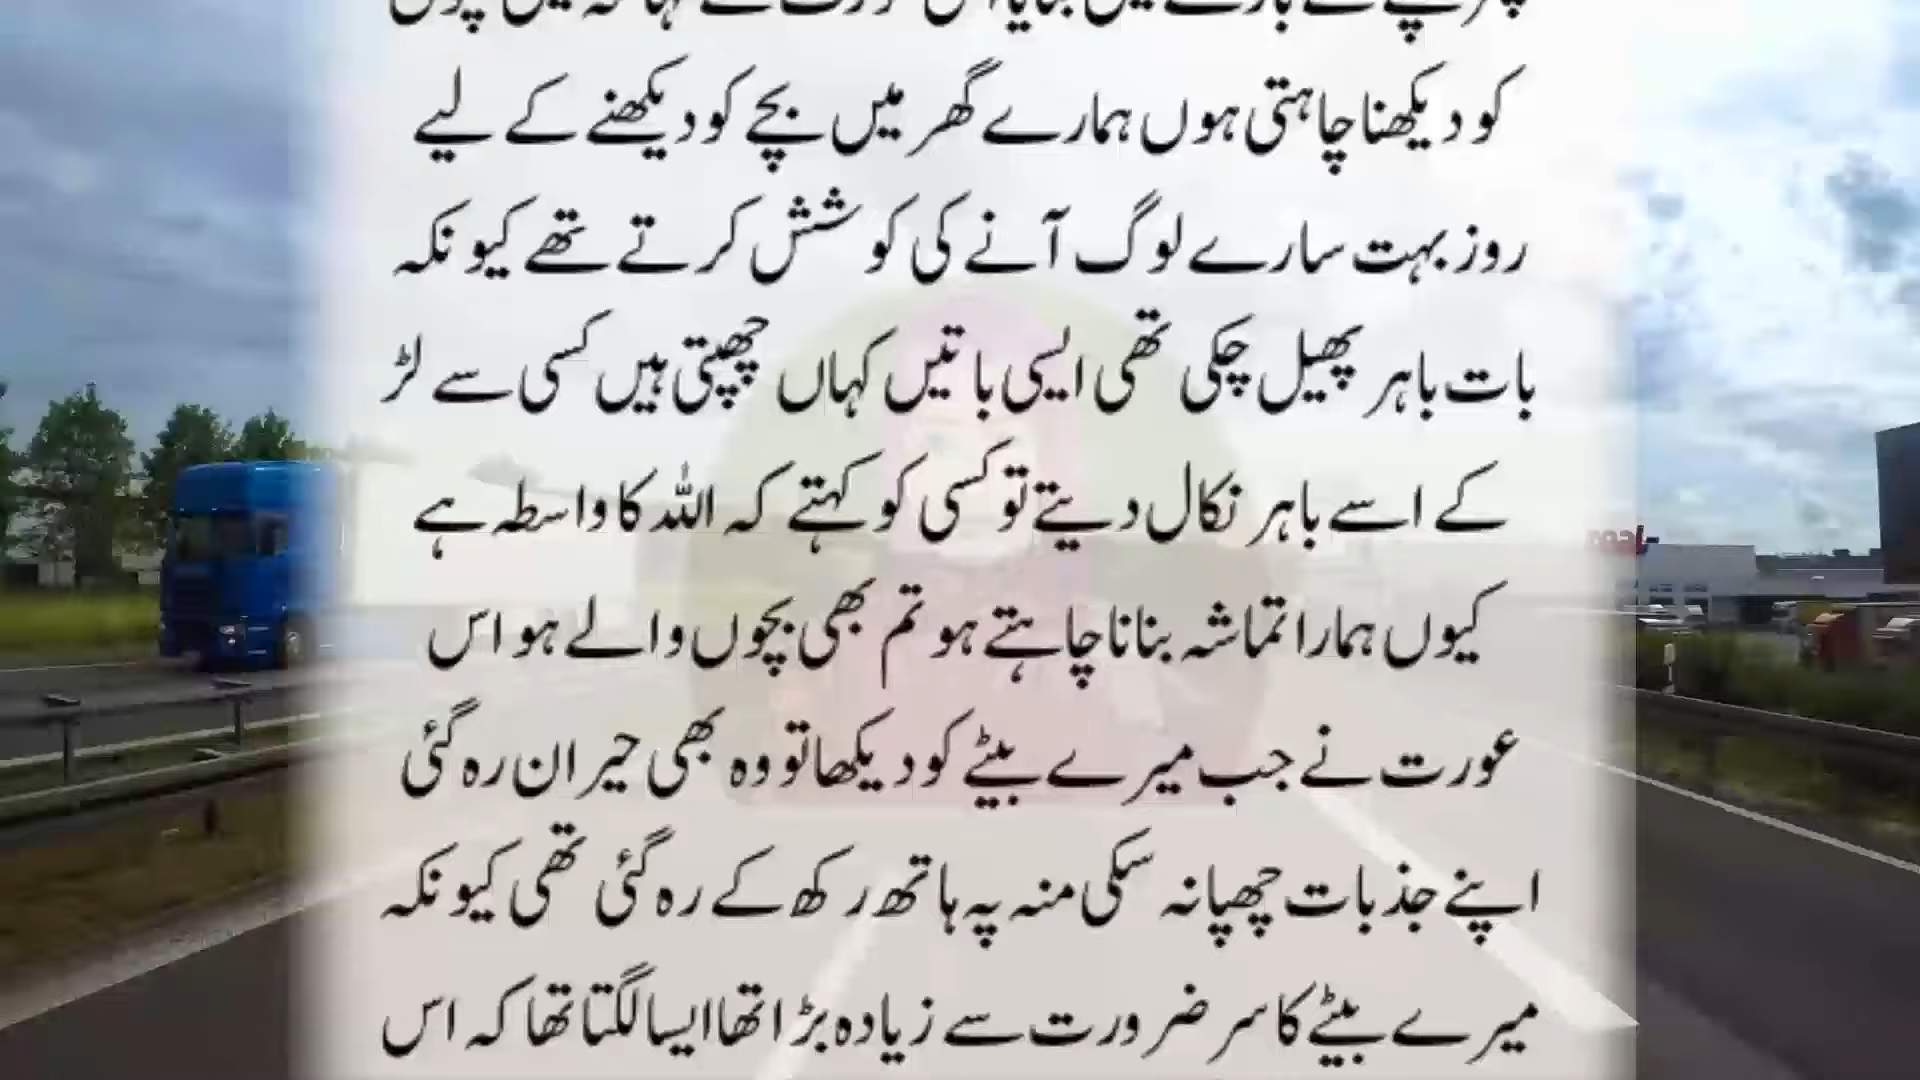 کو دیکھنا چاہتی ہوں ہمارے گھر میں بچے کو دیکھنے کے لیے
روز بہت سارے لوگ آنے کی کوشش کرتے تھے کیونکہ
بات باہر پھیل چکی تھی ایسی باتیں کہاں چھپتی ہیں کسی سے لڑ
کے اسے باہر نکال دیتے تو کسی کو کہتے کہ اللہ کا واسطہ ہے
کیوں ہمارا تماشہ بنانا چاہتے ہو تم بھی بچوں والے ہو اس
عورت نے جب میرے بیٹے کو دیکھا تو وہ بھی حیران رہ گئی
اپنے جذبات چھپا نہ سکی منہ پہ ہاتھ رکھ کے رہ گئی تھی کیونکہ
میرے بیٹے کا سر ضرورت سے زیادہ بڑا تھا ایسا لگتا تھا کہ اس
real